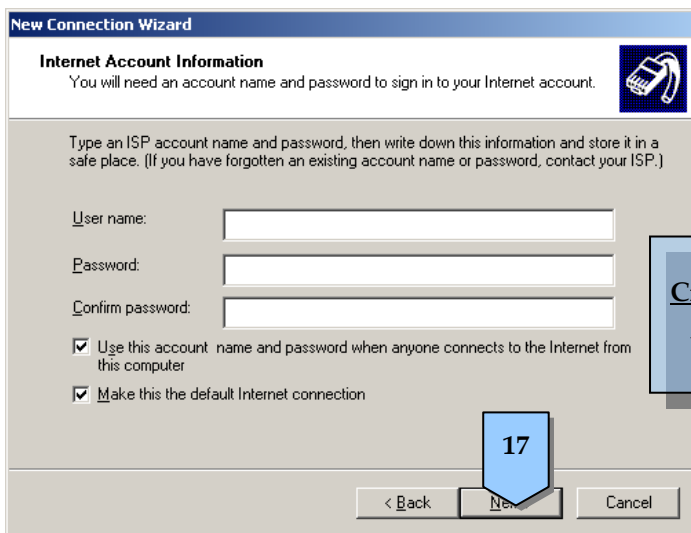 New Connection Wizard
Internet Account Information
You will need an account name and password to sign in to your Internet account.
Type an ISP account name and password, then write down this information and store it in a
safe place. (If you have forgotten an existing account name or password, contact your ISP.)
User name:
Password:
Confirm password:
Use this account name and password when anyone connects to the Internet from
this computer
Make this the default Internet connection
17
< Back
Cancel